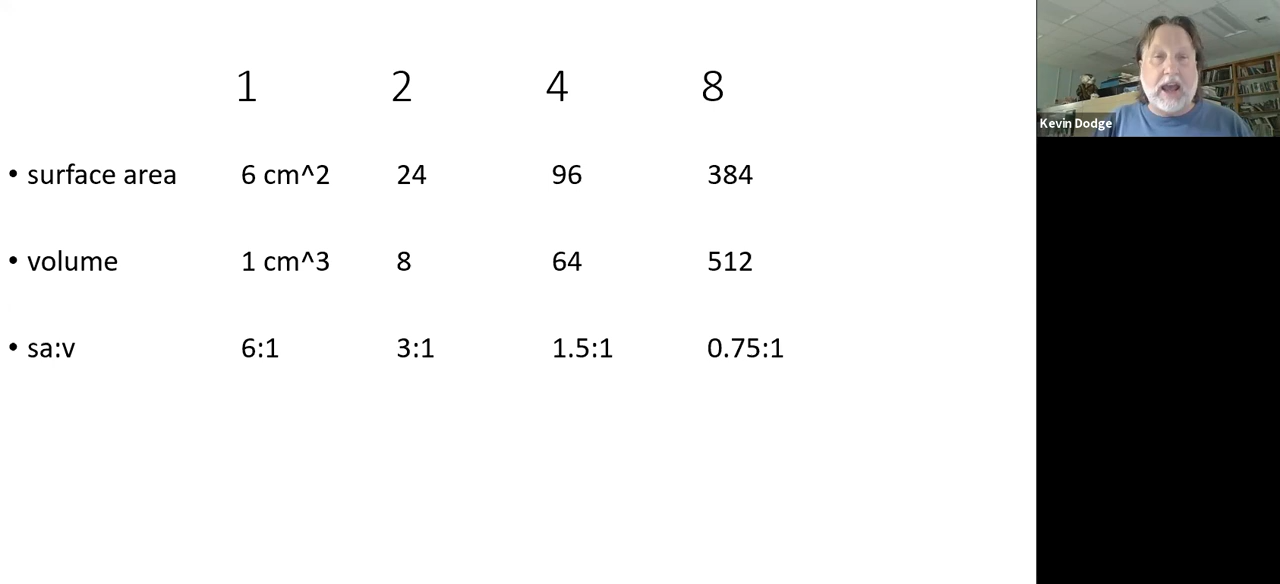 1 2 4 8
• surface area 6 cm^2 24 96 384
• volume 1 cm^3 8 64 512
• sa:v 6:1 3:1 1.5:1 0.75:1
Kevin Dodge